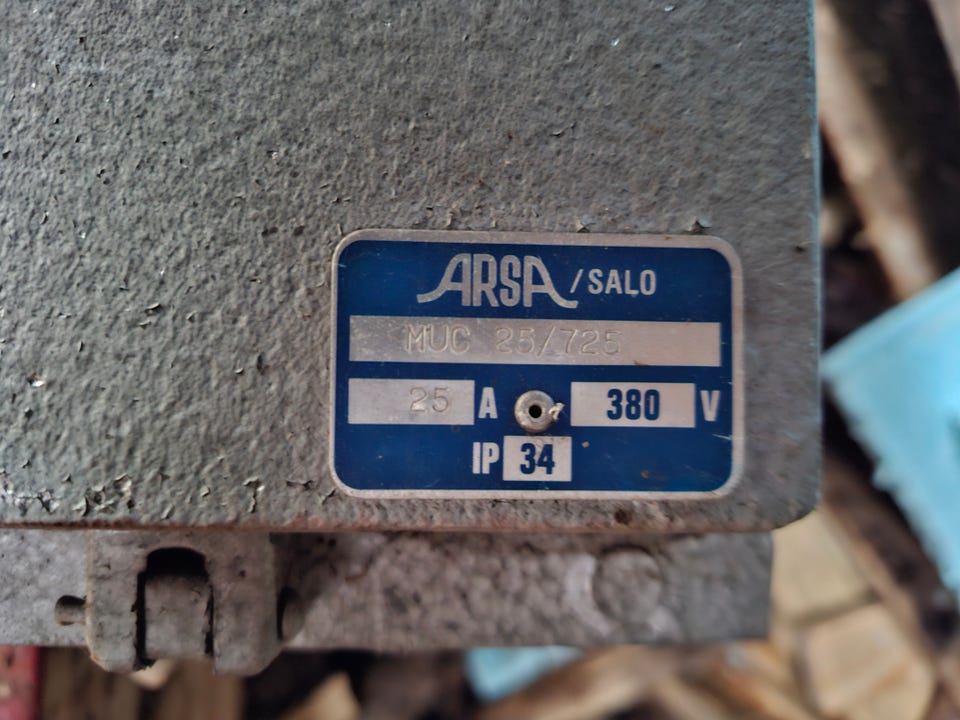 ARSA /SALO
MUC 25/725
25 A 380 V
IP 34